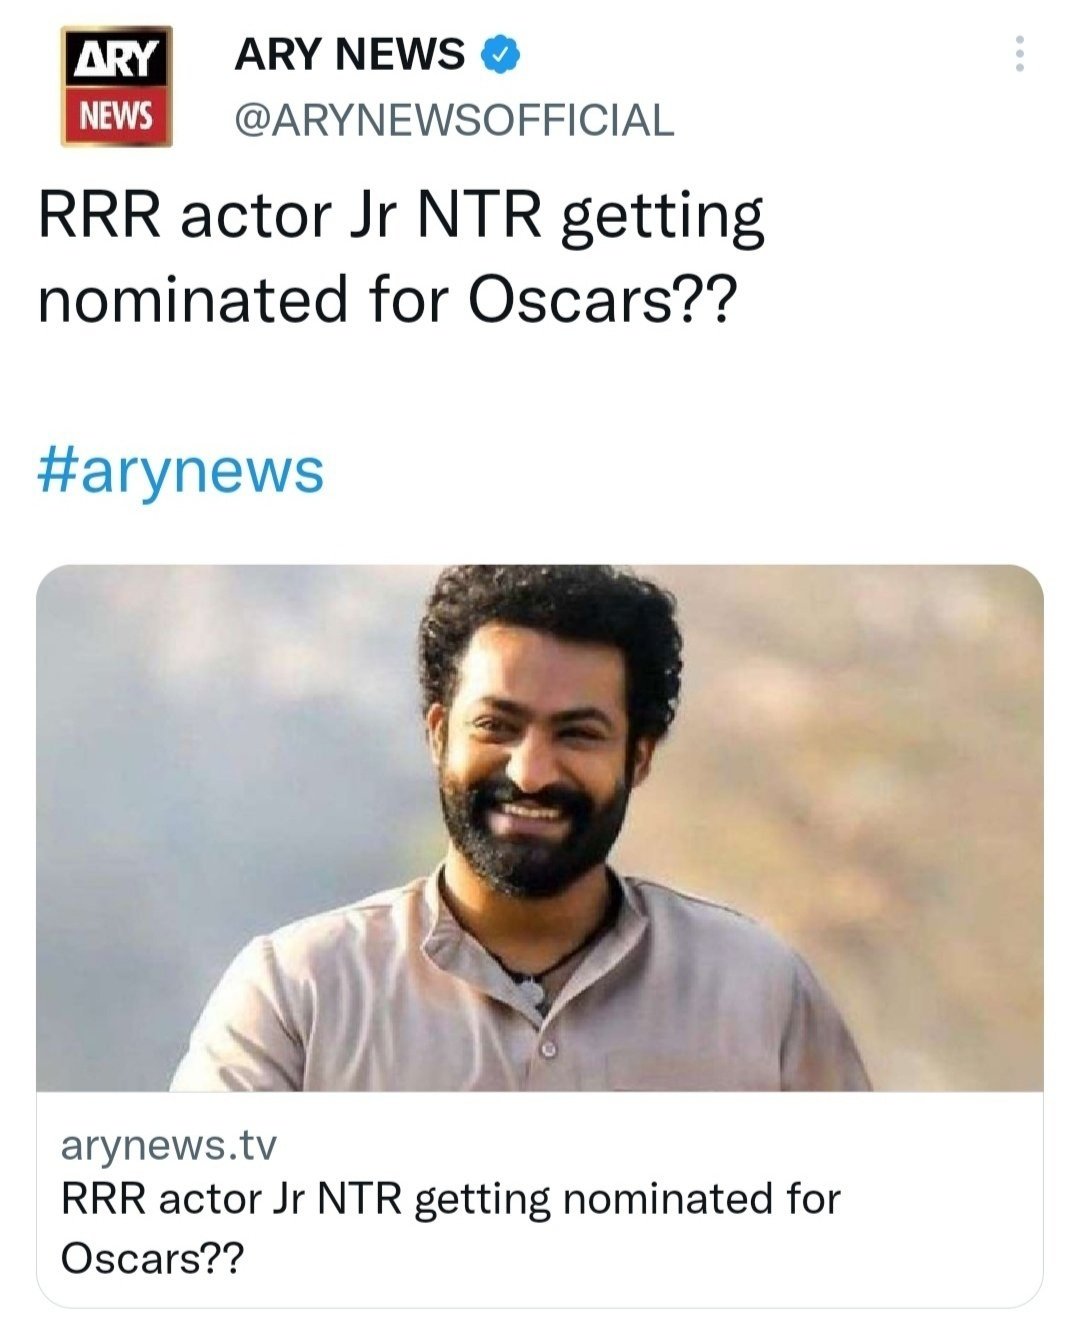 ARY
NEWS
ARY NEWS
@ARYNEWSOFFICIAL
RRR actor Jr NTR getting
nominated for Oscars??
#arynews
arynews.tv
RRR actor Jr NTR getting nominated for
Oscars??